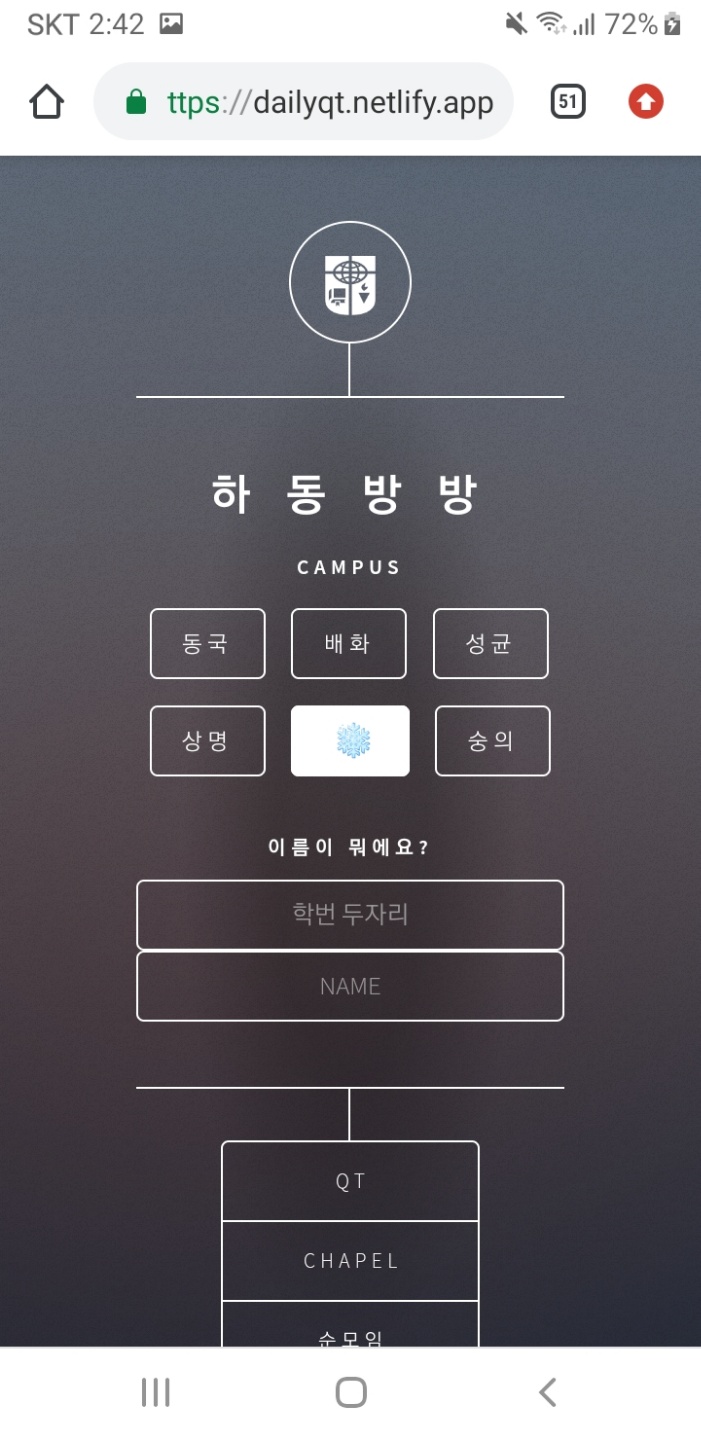 SKT 2:42 72%
ttps://dailyqt.netlify.app 51
하동방방
CAMPUS
동국 배화 성균
상명 숭의
이름이 뭐에요?
학번 두자리
NAME
QT
CHAPEL
순모임